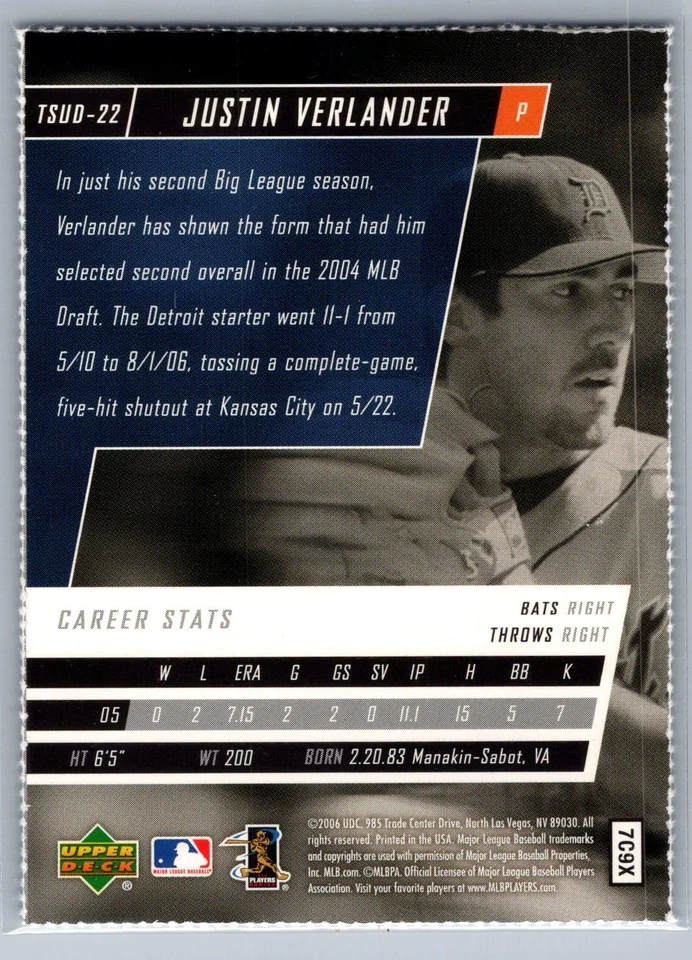 TSUD-22 JUSTIN VERLANDER P
In just his second Big League season,
Verlander has shown the form that had him
selected second overall in the 2004 MLB
Draft. The Detroit starter went 11-1 from
5/10 to 8/1/06, tossing a complete-game,
five-hit shutout at Kansas City on 5/22.
D
CAREER STATS
BATS RIGHT
THROWS RIGHT
W L ERA G GS SV IP H BB K
05 0 2 7.15 2 2 0 11.1 15 5 7
HT 6'5" WT 200 BORN 2.20.83 Manakin-Sabot, VA
©2006 UDC, 985 Trade Center Drive, North Las Vegas, NV 89030. All
rights reserved. Printed in the USA. Major League Baseball trademarks
and copyrights are used with permission of Major League Baseball Properties,
Inc. MLB.com. ©MLBPA. Official Licensee of Major League Baseball Players
Association. Visit your favorite players at www.MLBPLAYERS.com.
UPPER
DECK
®
MAJOR LEAGUE BASEBALL
PLAYERS
CHOICE
®
7C9X